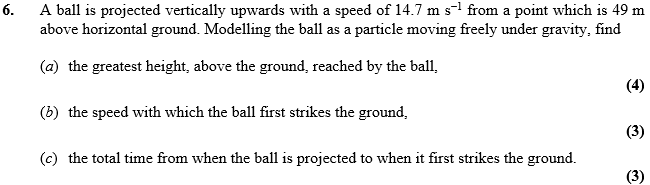 6. A ball is projected vertically upwards with a speed of 14.7 m s⁻¹ from a point which is 49 m
above horizontal ground. Modelling the ball as a particle moving freely under gravity, find
(a) the greatest height, above the ground, reached by the ball,
(4)
(b) the speed with which the ball first strikes the ground,
(3)
(c) the total time from when the ball is projected to when it first strikes the ground.
(3)